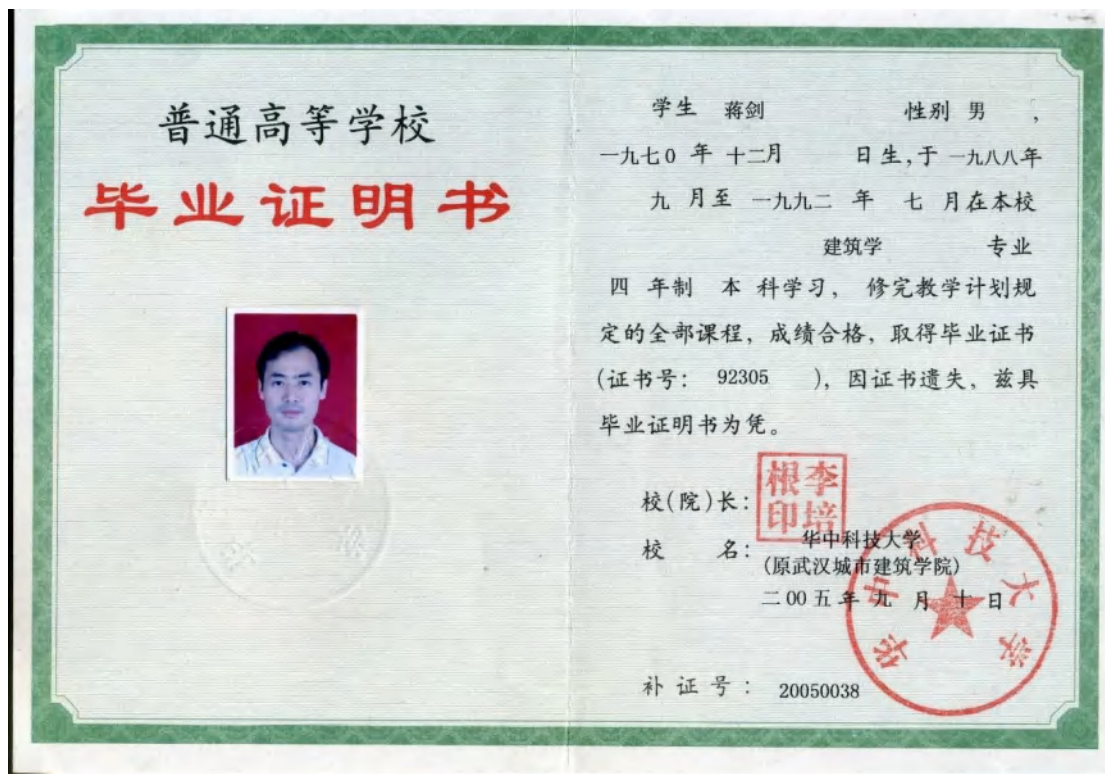 普通高等学校
毕业证明书
学生 蒋剑 性别 男 ,
一九七0 年 十二月 日生,于 一九八八年
九 月至 一九九二 年 七 月在本校
建筑学 专业
四 年制 本 科学习, 修完教学计划规
定的全部课程, 成绩合格, 取得毕业证书
(证书号: 92305 ), 因证书遗失, 兹具
毕业证明书为凭。
校(院)长: 李培根印
校 名: 华中科技大学
(原武汉城市建筑学院)
二00五年九月十日
华中科技大学
补证号: 20050038